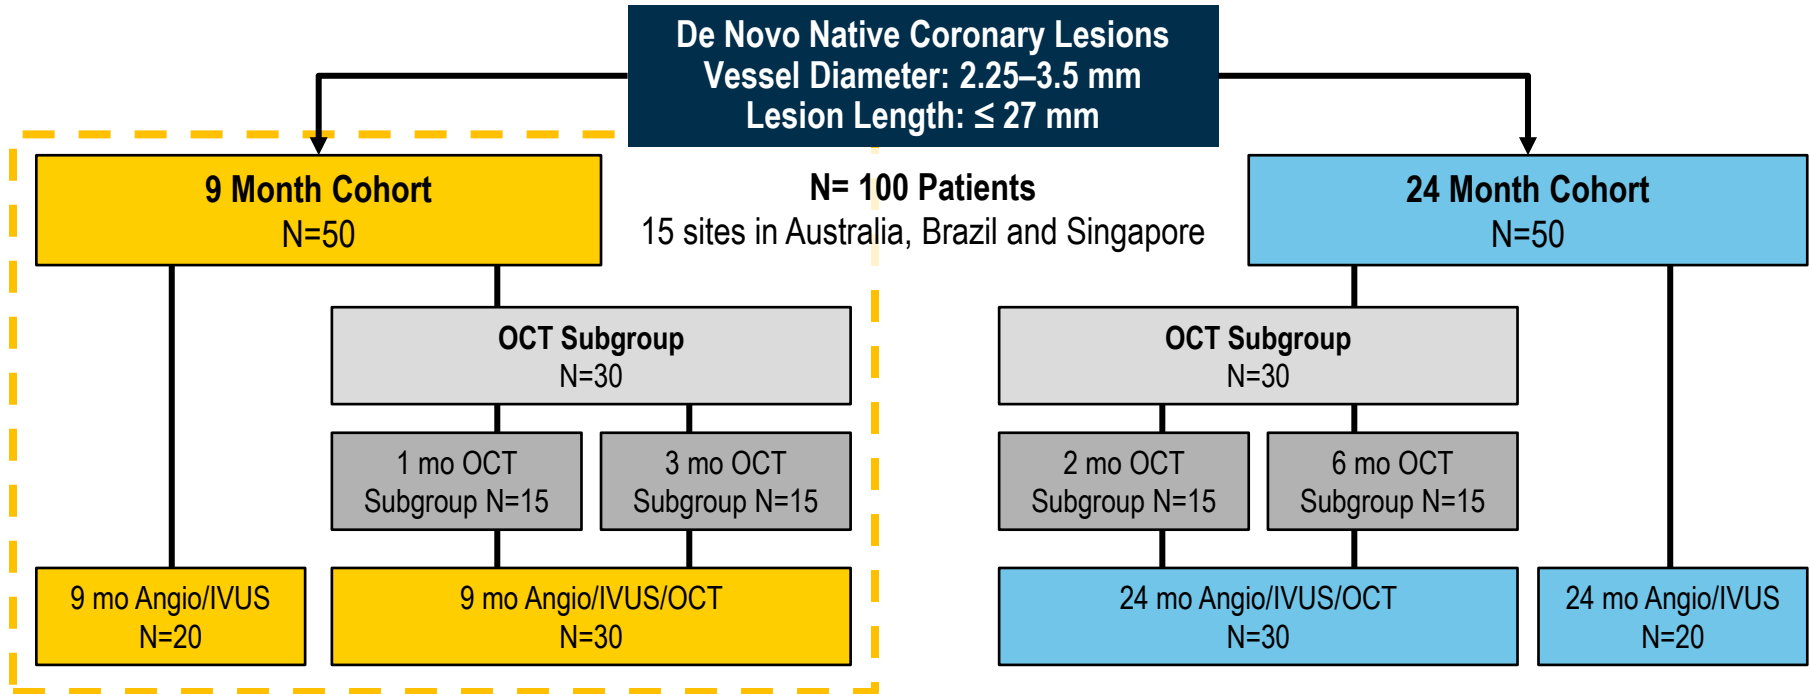 De Novo Native Coronary Lesions
Vessel Diameter: 2.25–3.5 mm
Lesion Length: ≤ 27 mm
9 Month Cohort
N=50
N= 100 Patients
15 sites in Australia, Brazil and Singapore
24 Month Cohort
N=50
OCT Subgroup
N=30
OCT Subgroup
N=30
1 mo OCT
Subgroup N=15
3 mo OCT
Subgroup N=15
2 mo OCT
Subgroup N=15
6 mo OCT
Subgroup N=15
9 mo Angio/IVUS
N=20
9 mo Angio/IVUS/OCT
N=30
24 mo Angio/IVUS/OCT
N=30
24 mo Angio/IVUS
N=20